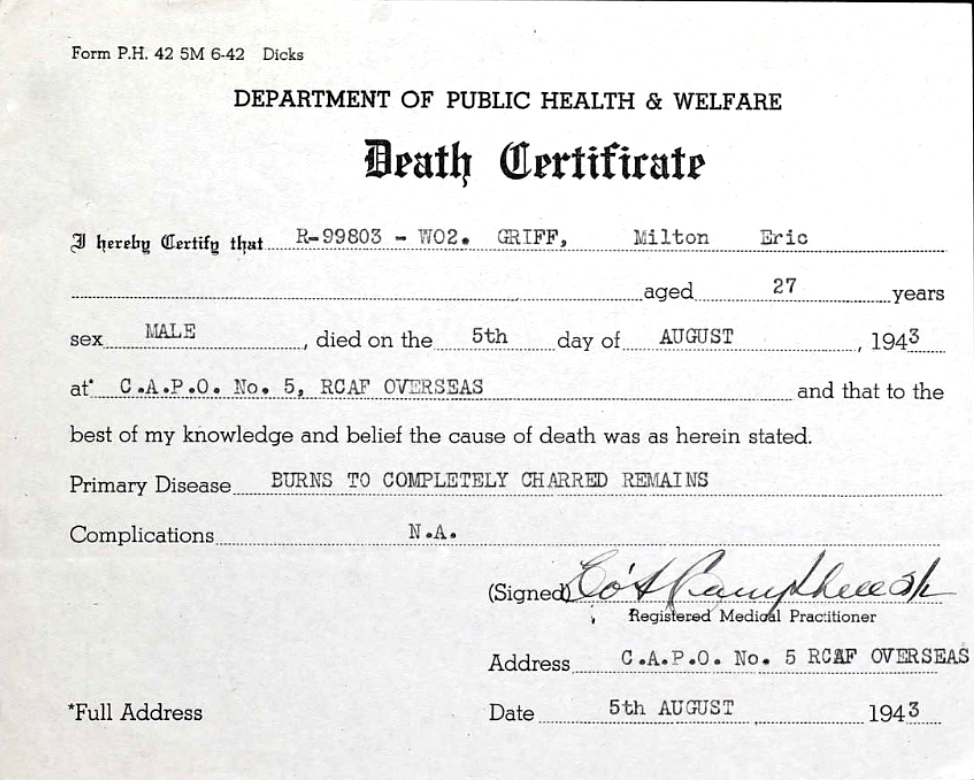 Form P.H. 42 5M 6-42 Dicks
DEPARTMENT OF PUBLIC HEALTH & WELFARE
Death Certificate
I hereby Certify that R-99803 - WO2. GRIFF, Milton Eric
aged 27 years
sex MALE, died on the 5th day of AUGUST, 1943
at* C.A.P.O. No. 5, RCAF OVERSEAS and that to the
best of my knowledge and belief the cause of death was as herein stated.
Primary Disease BURNS TO COMPLETELY CHARRED REMAINS
Complications N.A.
(Signed)
Registered Medical Practitioner
Address C.A.P.O. No. 5 RCAF OVERSEAS
*Full Address Date 5th AUGUST, 1943